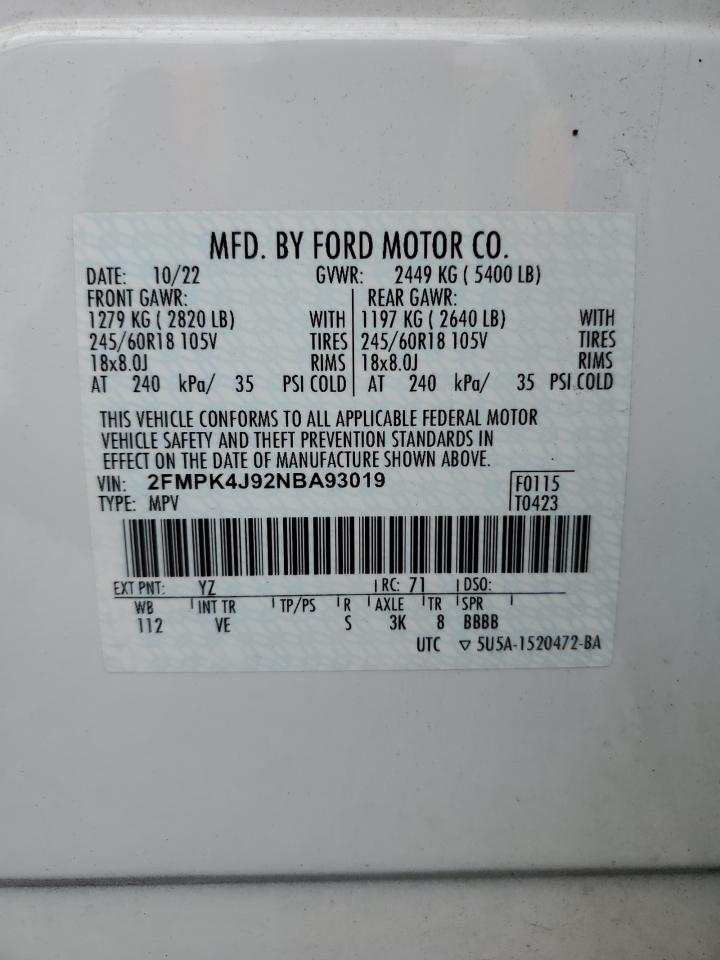 MFD. BY FORD MOTOR CO.
DATE: 10/22 GVWR: 2449 KG ( 5400 LB)
FRONT GAWR: REAR GAWR:
1279 KG ( 2820 LB) WITH 1197 KG ( 2640 LB) WITH
245/60R18 105V TIRES 245/60R18 105V TIRES
18x8.0J RIMS 18x8.0J RIMS
AT 240 kPa/ 35 PSI COLD AT 240 kPa/ 35 PSI COLD
THIS VEHICLE CONFORMS TO ALL APPLICABLE FEDERAL MOTOR
VEHICLE SAFETY AND THEFT PREVENTION STANDARDS IN
EFFECT ON THE DATE OF MANUFACTURE SHOWN ABOVE.
VIN: 2FMPK4J92NBA93019 F0115
TYPE: MPV T0423
EXT PNT: YZ RC: 71 DSO:
WB INT TR TP/PS R AXLE TR SPR
112 VE S 3K 8 BBBB
UTC ▽ 5U5A-1520472-BA